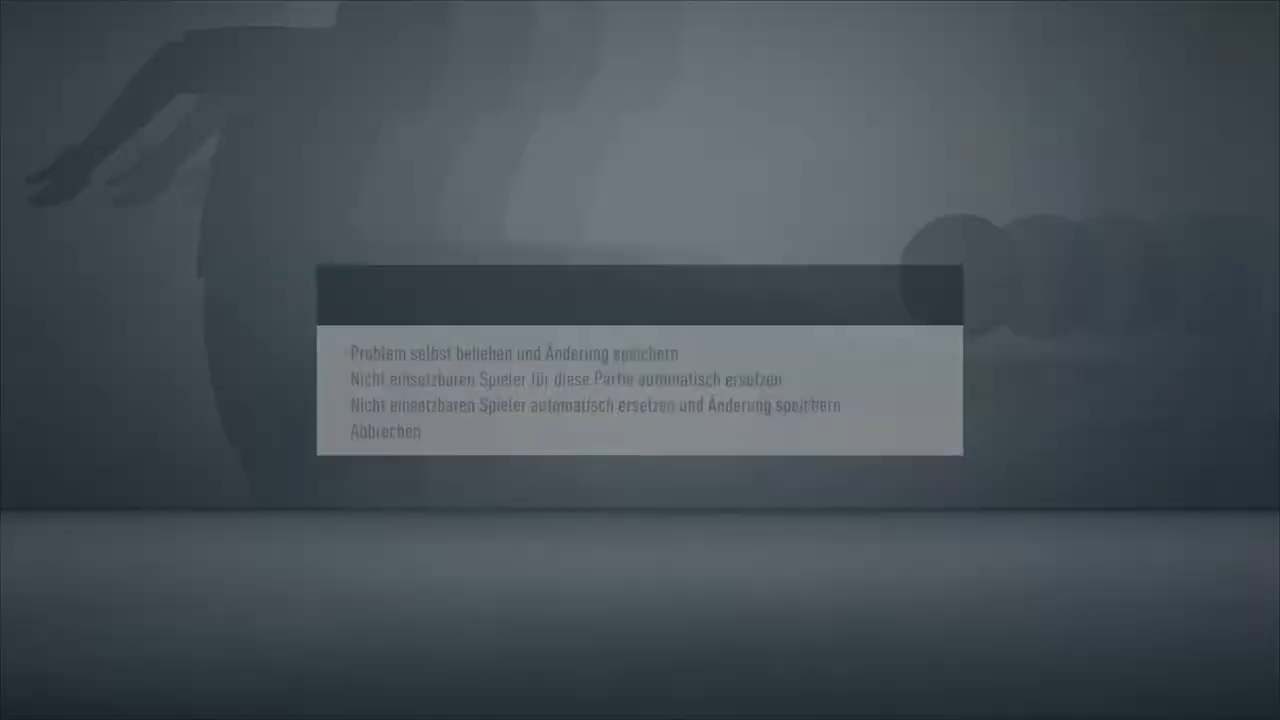 Problem selbst beheben und Änderung speichern
Nicht einsetzbaren Spieler für diese Partie automatisch ersetzen
Nicht einsetzbaren Spieler automatisch ersetzen und Änderung speichern
Abbrechen